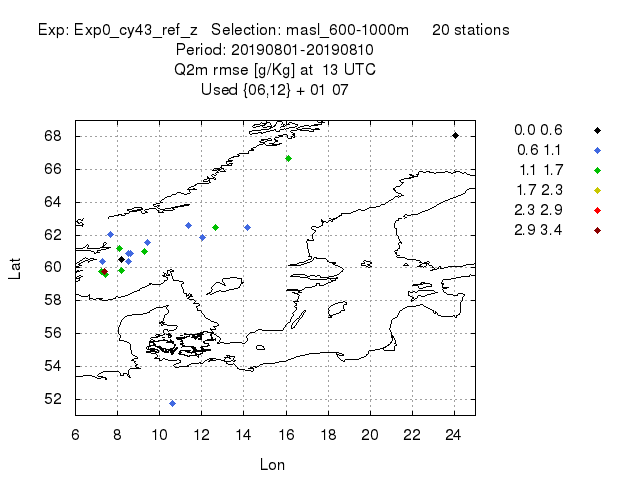 Exp: Exp0_cy43_ref_z   Selection: masl_600-1000m     20 stations
Period: 20190801-20190810
Q2m rmse [g/Kg] at  13 UTC
Used {06,12} + 01 07
0.0 0.6
0.6 1.1
1.1 1.7
1.7 2.3
2.3 2.9
2.9 3.4
68
66
64
62
60
58
56
54
52
Lat
6 8 10 12 14 16 18 20 22 24
Lon